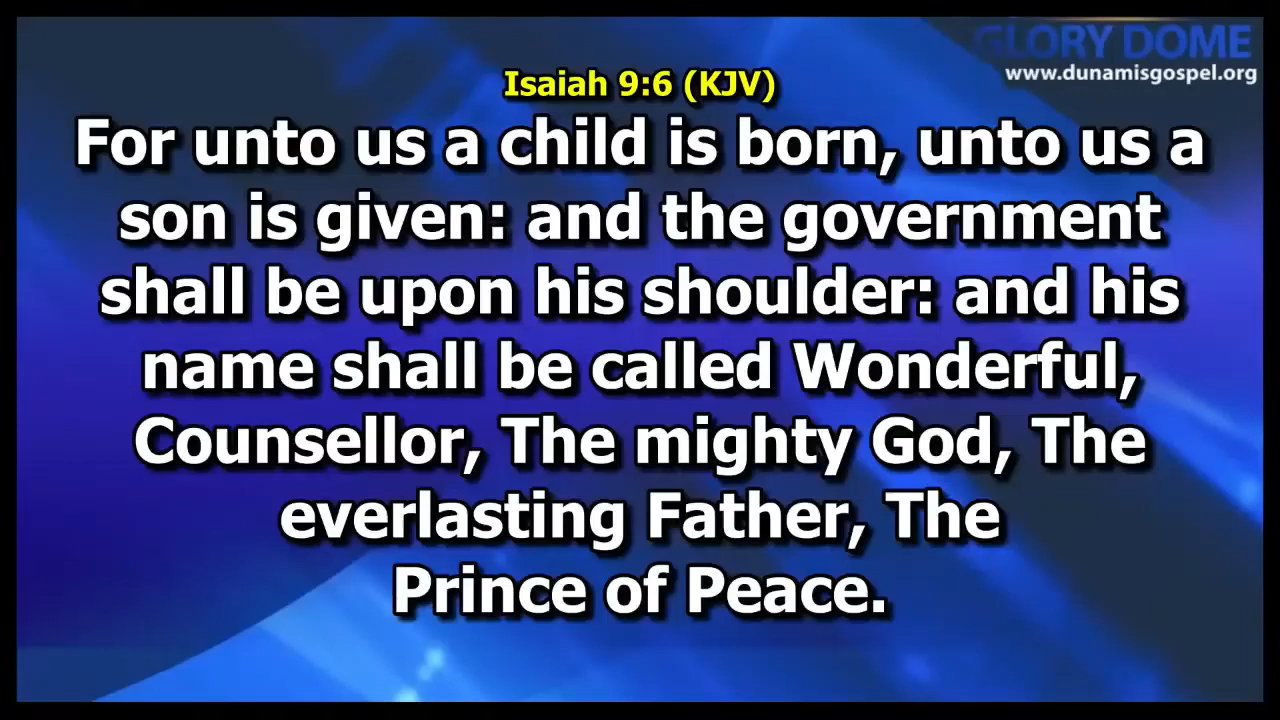 GLORY DOME
www.dunamisgospel.org
Isaiah 9:6 (KJV)
For unto us a child is born, unto us a
son is given: and the government
shall be upon his shoulder: and his
name shall be called Wonderful,
Counsellor, The mighty God, The
everlasting Father, The
Prince of Peace.